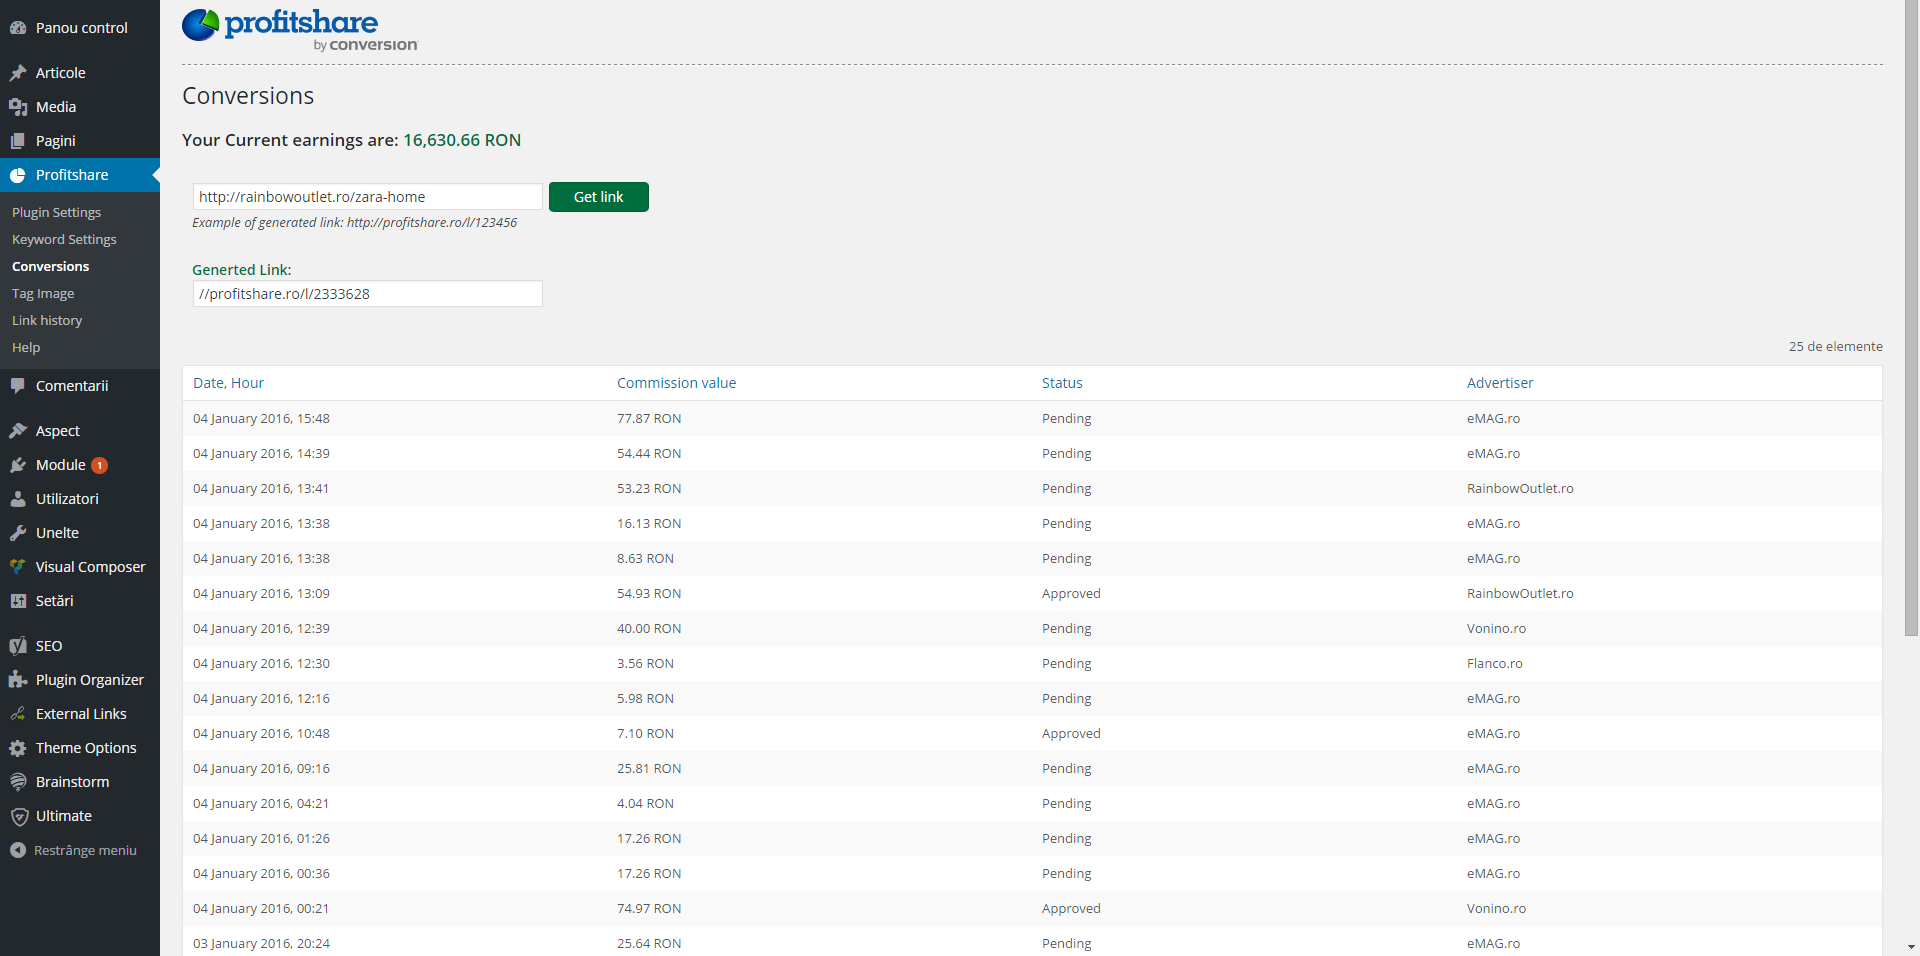 Panou control
Articole
Media
Pagini
Profitshare
Plugin Settings
Keyword Settings
Conversions
Tag Image
Link history
Help
Comentarii
Aspect
Module 1
Utilizatori
Unelte
Visual Composer
Setări
SEO
Plugin Organizer
External Links
Theme Options
Brainstorm
Ultimate
Restrânge meniu
profitshare
by conversion
Conversions
Your Current earnings are: 16,630.66 RON
http://rainbowoutlet.ro/zara-home Get link
Example of generated link: http://profitshare.ro/l/123456
Generted Link:
//profitshare.ro/l/2333628
25 de elemente
Date, Hour Commission value Status Advertiser
04 January 2016, 15:48 77.87 RON Pending eMAG.ro
04 January 2016, 14:39 54.44 RON Pending eMAG.ro
04 January 2016, 13:41 53.23 RON Pending RainbowOutlet.ro
04 January 2016, 13:38 16.13 RON Pending eMAG.ro
04 January 2016, 13:38 8.63 RON Pending eMAG.ro
04 January 2016, 13:09 54.93 RON Approved RainbowOutlet.ro
04 January 2016, 12:39 40.00 RON Pending Vonino.ro
04 January 2016, 12:30 3.56 RON Pending Flanco.ro
04 January 2016, 12:16 5.98 RON Pending eMAG.ro
04 January 2016, 10:48 7.10 RON Approved eMAG.ro
04 January 2016, 09:16 25.81 RON Pending eMAG.ro
04 January 2016, 04:21 4.04 RON Pending eMAG.ro
04 January 2016, 01:26 17.26 RON Pending eMAG.ro
04 January 2016, 00:36 17.26 RON Pending eMAG.ro
04 January 2016, 00:21 74.97 RON Approved Vonino.ro
03 January 2016, 20:24 25.64 RON Pending eMAG.ro